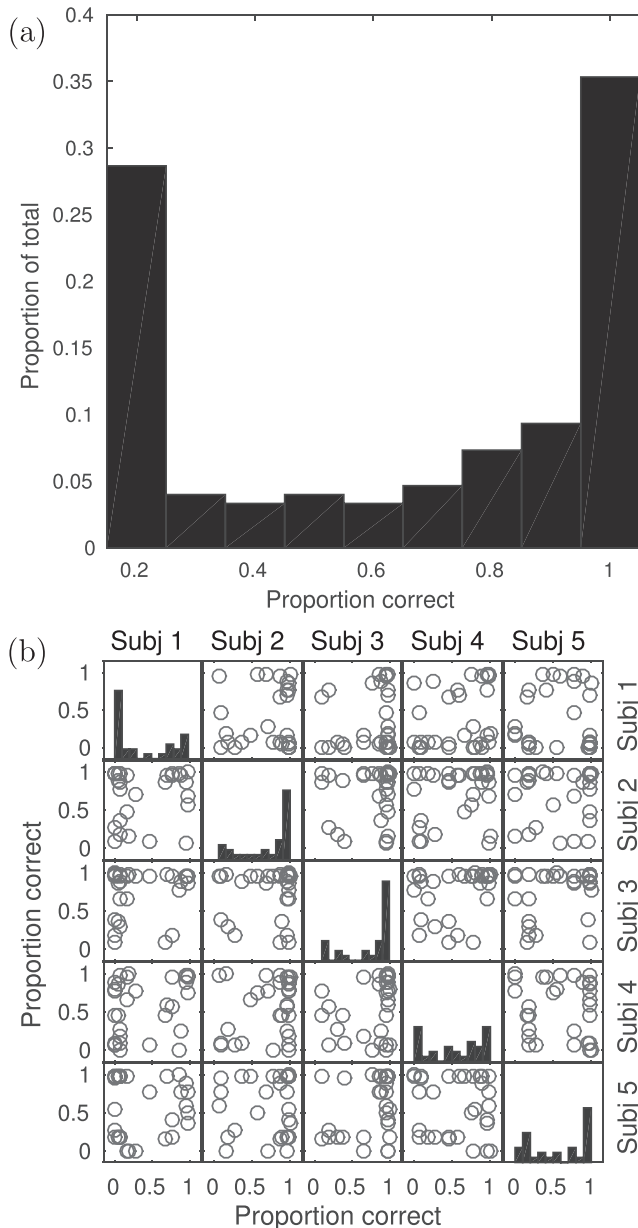 (a)
0.4
0.35
0.3
0.25
0.2
0.15
0.1
0.05
0
Proportion of total
0.2 0.4 0.6 0.8 1
Proportion correct
(b)
Subj 1 Subj 2 Subj 3 Subj 4 Subj 5
1
0.5
0
Subj 1
1
0.5
0
Subj 2
1
0.5
0
Subj 3
1
0.5
0
Subj 4
1
0.5
0
Subj 5
Proportion correct
0 0.5 1 0 0.5 1 0 0.5 1 0 0.5 1 0 0.5 1
Proportion correct